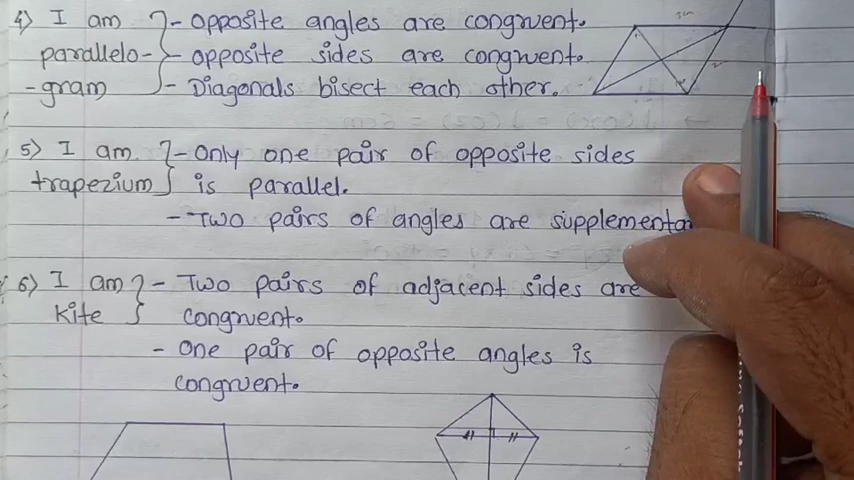 4) I am } - opposite angles are congruent.
parallelo- } - opposite sides are congruent.
-gram } - Diagonals bisect each other.
5) I am } - Only one pair of opposite sides
trapezium } is parallel.
- Two pairs of angles are supplementa
6) I am } - Two pairs of adjacent sides are
kite } congruent.
- One pair of opposite angles is
congruent.